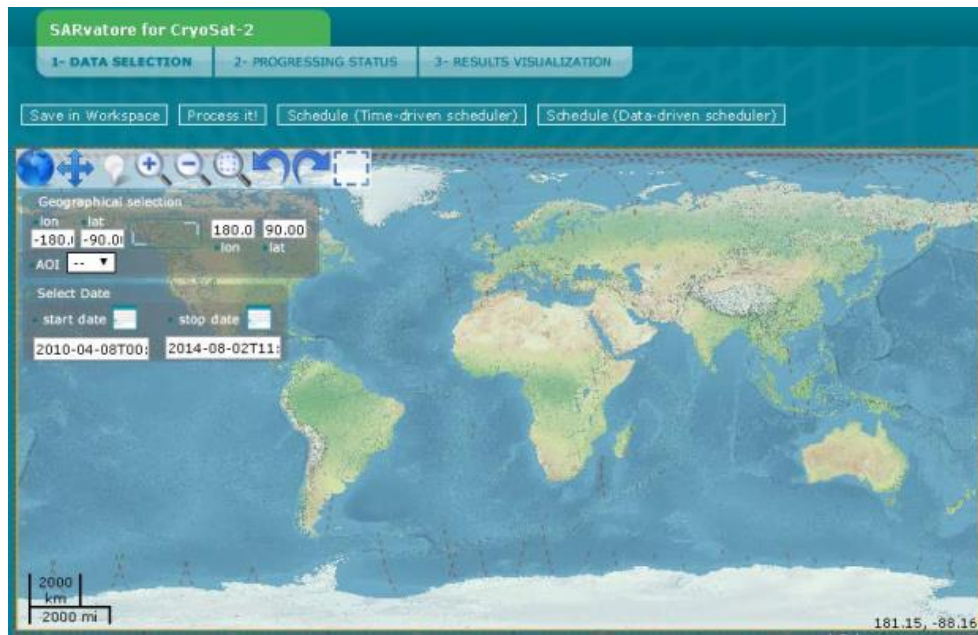 SARvatore for CryoSat-2
1- DATA SELECTION 2- PROGRESSING STATUS 3- RESULTS VISUALIZATION
Save in Workspace Process it! Schedule (Time-driven scheduler) Schedule (Data-driven scheduler)
Geographical selection
lon lat
180.0 90.00
-180. -90.0
lon lat
AOI --
Select Date
start date stop date
2010-04-08T00: 2014-08-02T11:
2000
km
2000 mi
181.15, -88.16